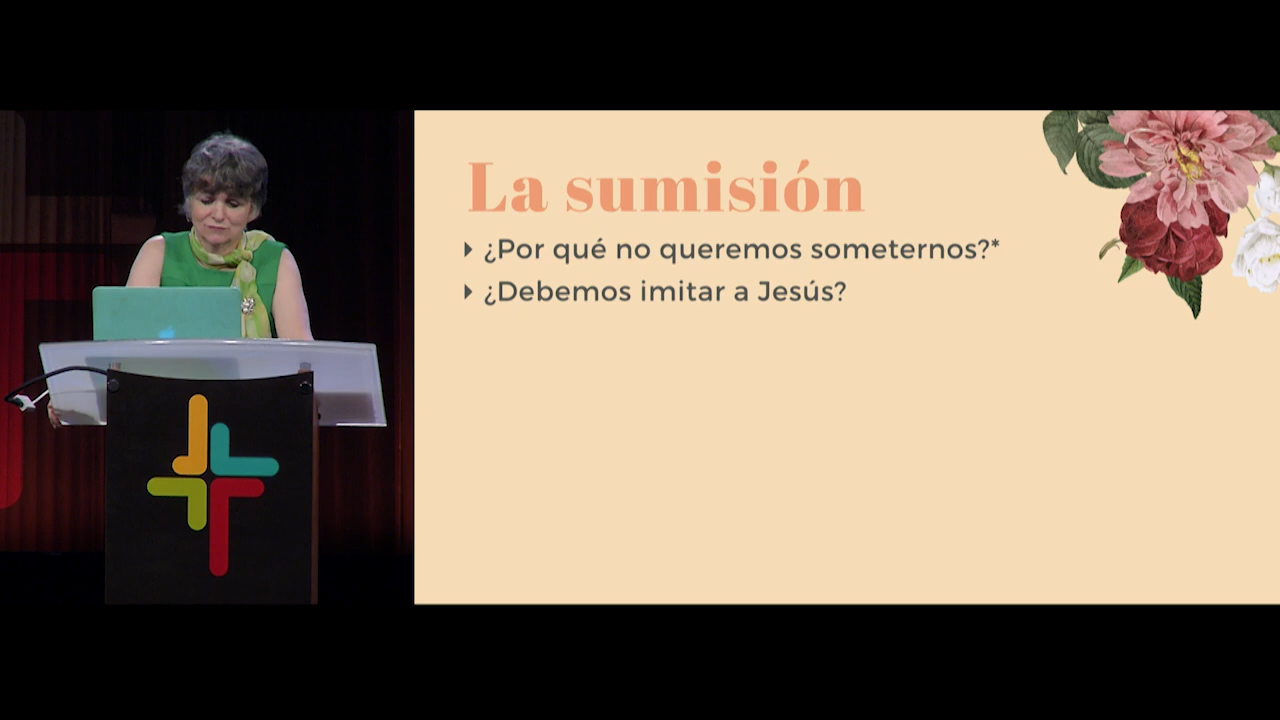 La sumisión
¿Por qué no queremos someternos?*
¿Debemos imitar a Jesús?